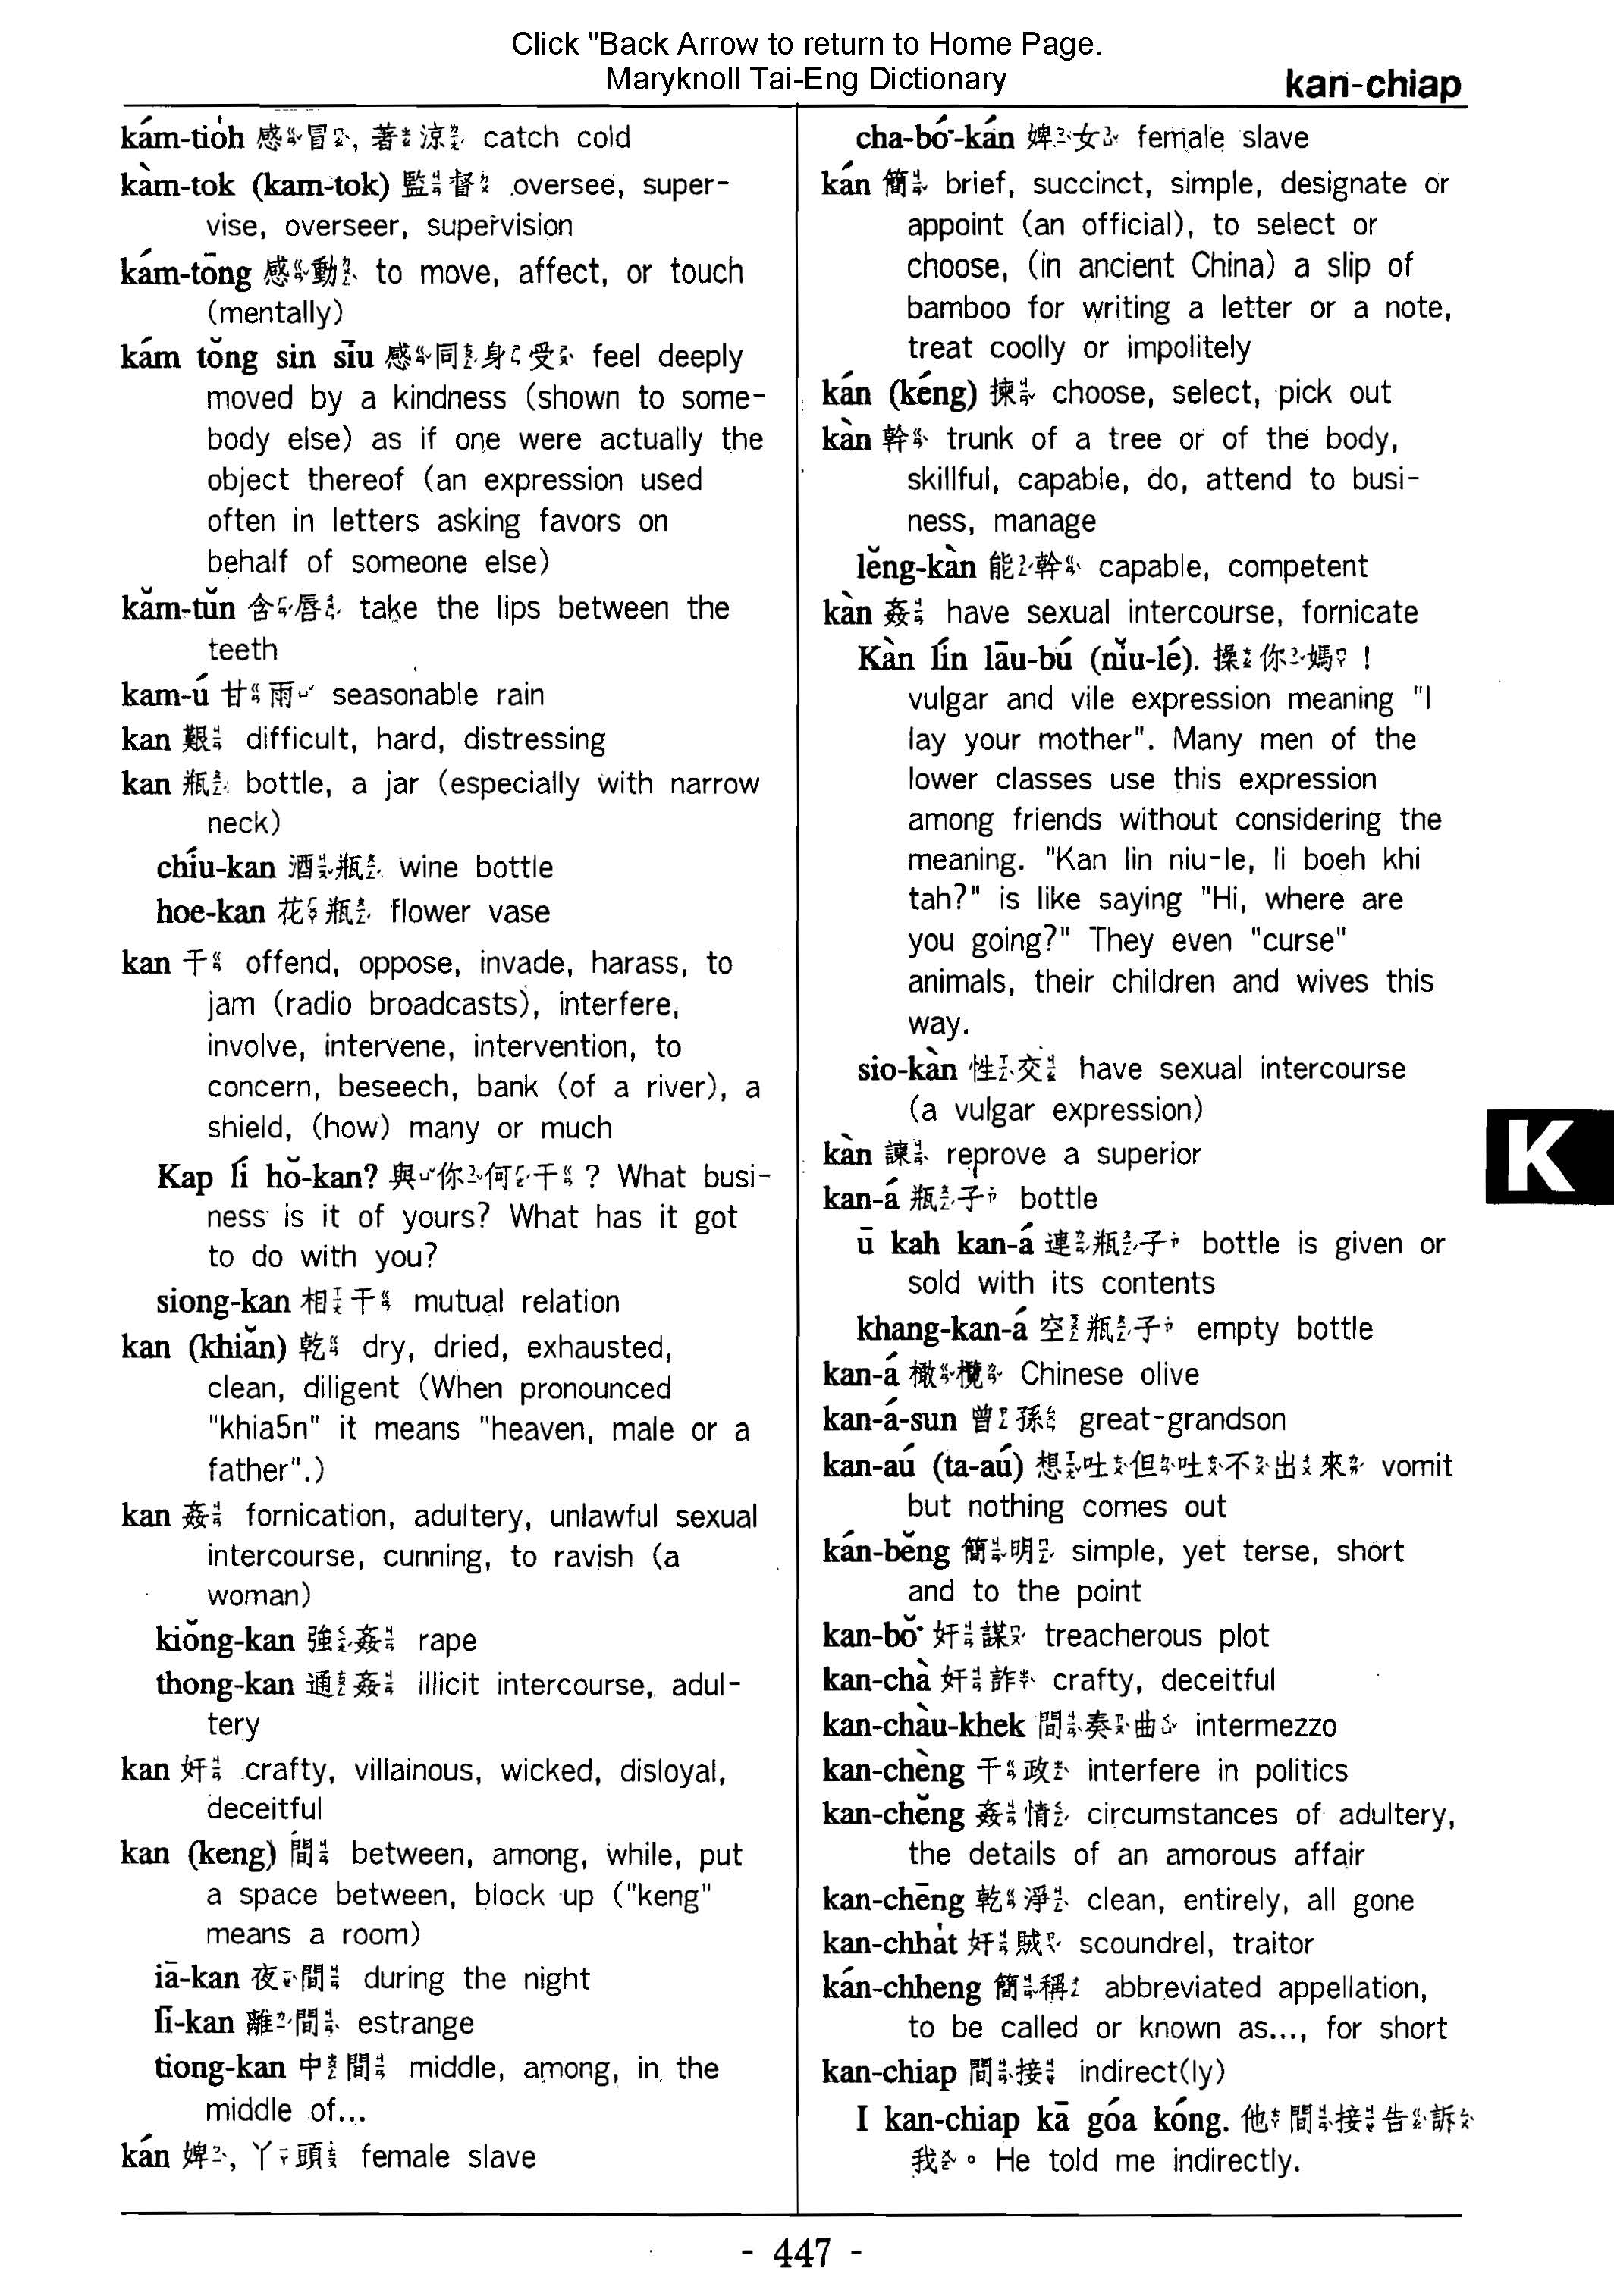 Click "Back Arrow to return to Home Page.
Maryknoll Tai-Eng Dictionary
kan-chiap
kám-tio̍h 感冒, 著涼 catch cold
kàm-tok (kam-tok) 監督 oversee, super-
vise, overseer, supervision
kám-tōng 感動 to move, affect, or touch
(mentally)
kám tŏng sin sīu 感同身受 feel deeply
moved by a kindness (shown to some-
body else) as if one were actually the
object thereof (an expression used
often in letters asking favors on
behalf of someone else)
kăm-tŭn 含唇 take the lips between the
teeth
kam-ú 甘雨 seasonable rain
kan 艱 difficult, hard, distressing
kan 瓶 bottle, a jar (especially with narrow
neck)
chíu-kan 酒瓶 wine bottle
hoe-kan 花瓶 flower vase
kan 干 offend, oppose, invade, harass, to
jam (radio broadcasts), interfere,
involve, intervene, intervention, to
concern, beseech, bank (of a river), a
shield, (how) many or much
Kap lí hŏ-kan? 與你何干? What busi-
ness is it of yours? What has it got
to do with you?
siong-kan 相干 mutual relation
kan (khiăn) 乾 dry, dried, exhausted,
clean, diligent (When pronounced
"khia5n" it means "heaven, male or a
father".)
kan 姦 fornication, adultery, unlawful sexual
intercourse, cunning, to ravish (a
woman)
kiŏng-kan 強姦 rape
thong-kan 通姦 illicit intercourse, adul-
tery
kan 奸 crafty, villainous, wicked, disloyal,
deceitful
kan (keng) 間 between, among, while, put
a space between, block up ("keng"
means a room)
iā-kan 夜間 during the night
lī-kan 離間 estrange
tiong-kan 中間 middle, among, in the
middle of...
kán 婢, 丫頭 female slave
cha-bó͘-kán 婢女 female slave
kán 簡 brief, succinct, simple, designate or
appoint (an official), to select or
choose, (in ancient China) a slip of
bamboo for writing a letter or a note,
treat coolly or impolitely
kán (kéng) 揀 choose, select, pick out
kàn 幹 trunk of a tree or of the body,
skillful, capable, do, attend to busi-
ness, manage
lĕng-kàn 能幹 capable, competent
kàn 姦 have sexual intercourse, fornicate
Kàn lín lāu-bú (nĭu-lé). 操你媽!
vulgar and vile expression meaning "I
lay your mother". Many men of the
lower classes use this expression
among friends without considering the
meaning. "Kan lin niu-le, li boeh khi
tah?" is like saying "Hi, where are
you going?" They even "curse"
animals, their children and wives this
way.
sio-kàn 性交 have sexual intercourse
(a vulgar expression)
kàn 諫 reprove a superior
kan-á 瓶子 bottle
ū kah kan-á 連瓶子 bottle is given or
sold with its contents
khang-kan-á 空瓶子 empty bottle
kan-á 橄欖 Chinese olive
kan-á-sun 曾孫 great-grandson
kan-aú (ta-aú) 想吐但吐不出來 vomit
but nothing comes out
kán-bĕng 簡明 simple, yet terse, short
and to the point
kan-bŏ͘ 奸謀 treacherous plot
kan-chà 奸詐 crafty, deceitful
kan-chàu-khek 間奏曲 intermezzo
kan-chèng 干政 interfere in politics
kan-chĕng 姦情 circumstances of adultery,
the details of an amorous affair
kan-chēng 乾淨 clean, entirely, all gone
kan-chha̍t 奸賊 scoundrel, traitor
kán-chheng 簡稱 abbreviated appellation,
to be called or known as..., for short
kan-chiap 間接 indirect(ly)
I kan-chiap kā góa kóng. 他間接告訴
我。He told me indirectly.
K
- 447 -